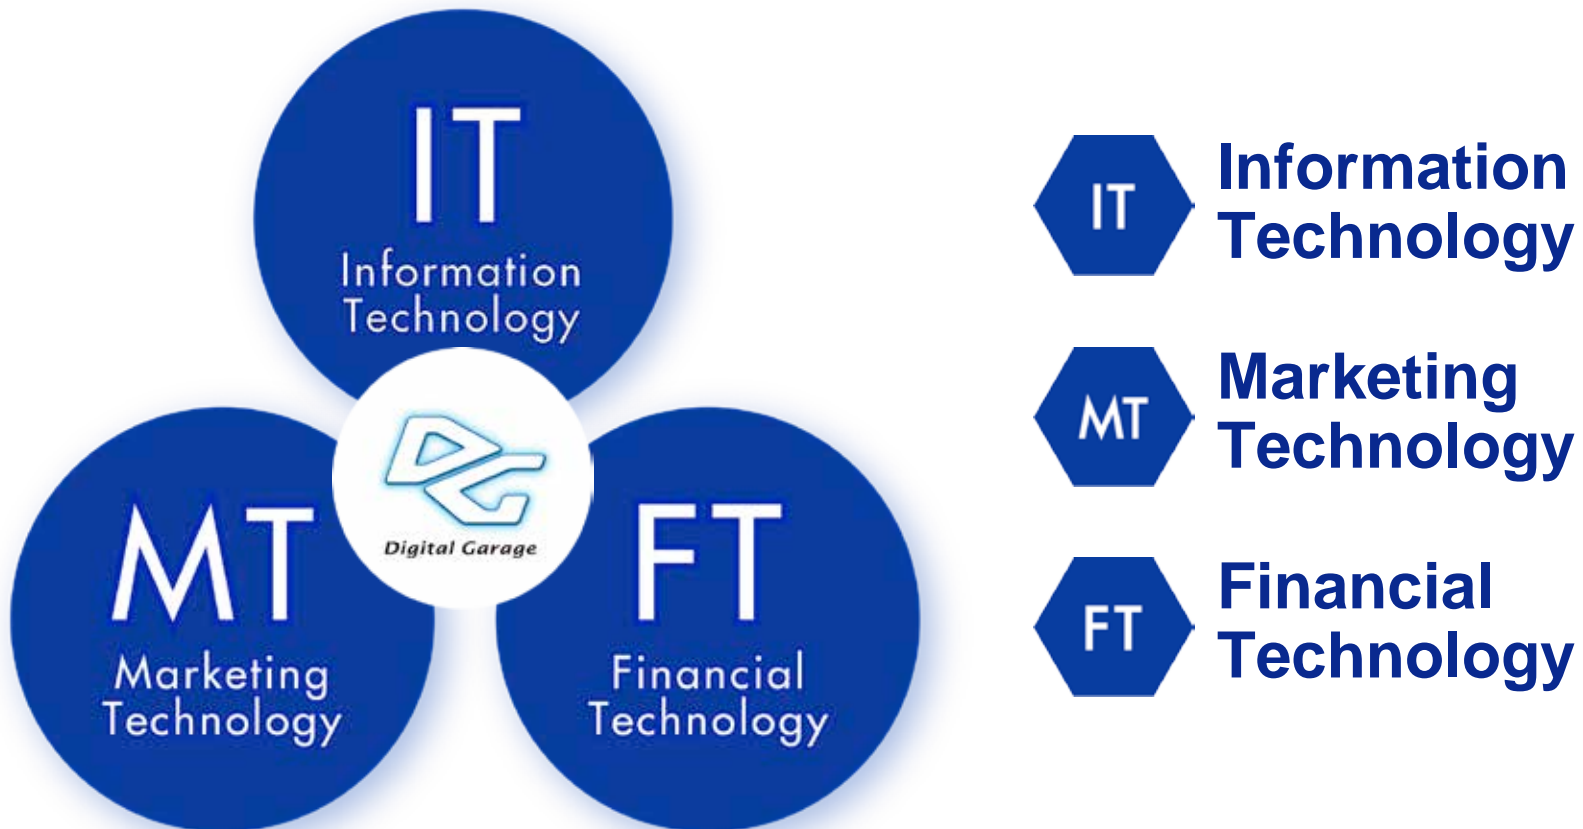 IT
Information
Technology
DG
Digital Garage
MT
Marketing
Technology
FT
Financial
Technology
IT
Information
Technology
MT
Marketing
Technology
FT
Financial
Technology